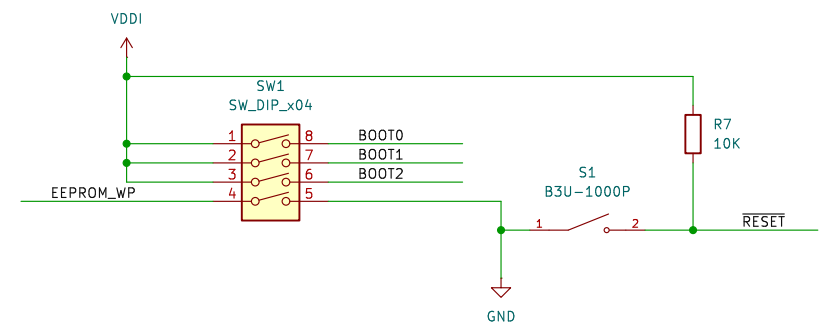 VDDI
SW1
SW_DIP_x04
1 8 BOOT0
2 7 BOOT1
3 6 BOOT2
EEPROM_WP 4 5
R7
10K
S1
B3U-1000P
1 2
RESET
GND